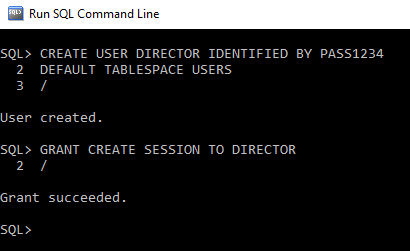 Run SQL Command Line
SQL> CREATE USER DIRECTOR IDENTIFIED BY PASS1234
  2  DEFAULT TABLESPACE USERS
  3  /
User created.
SQL> GRANT CREATE SESSION TO DIRECTOR
  2  /
Grant succeeded.
SQL>